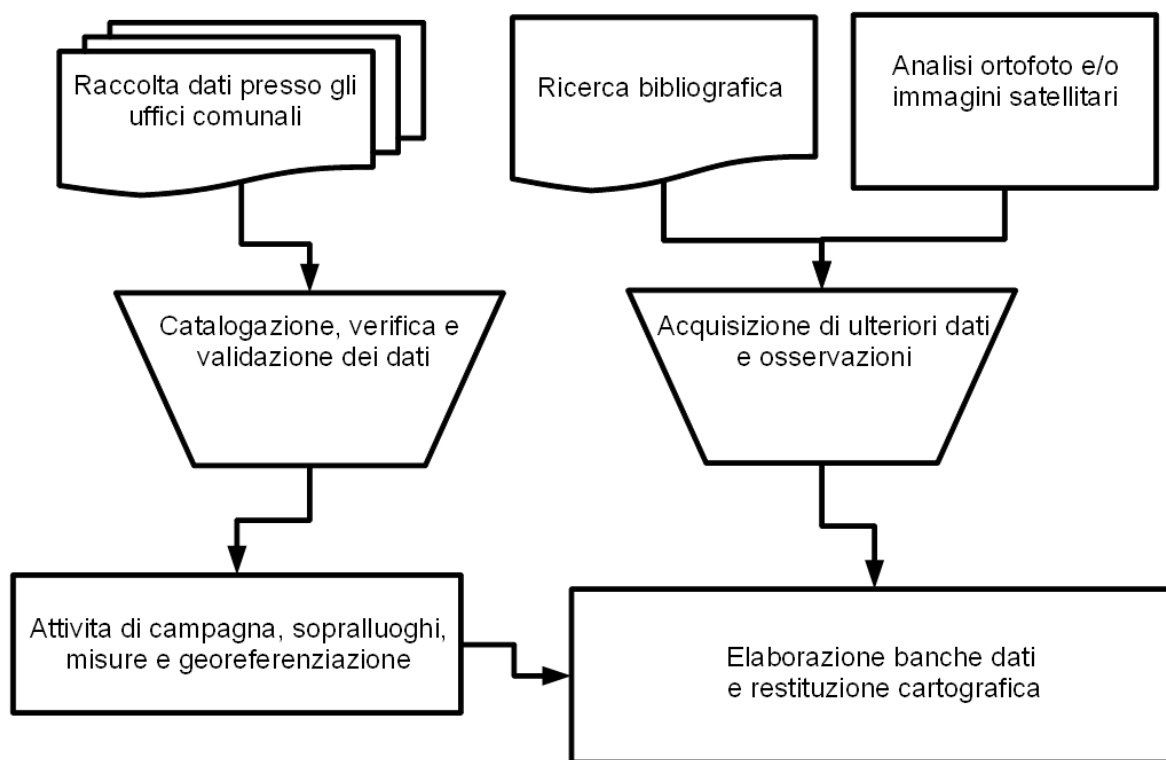 Raccolta dati presso gli
uffici comunali
Ricerca bibliografica
Analisi ortofoto e/o
immagini satellitari
Catalogazione, verifica e
validazione dei dati
Acquisizione di ulteriori dati
e osservazioni
Attivita di campagna, sopralluoghi,
misure e georeferenziazione
Elaborazione banche dati
e restituzione cartografica